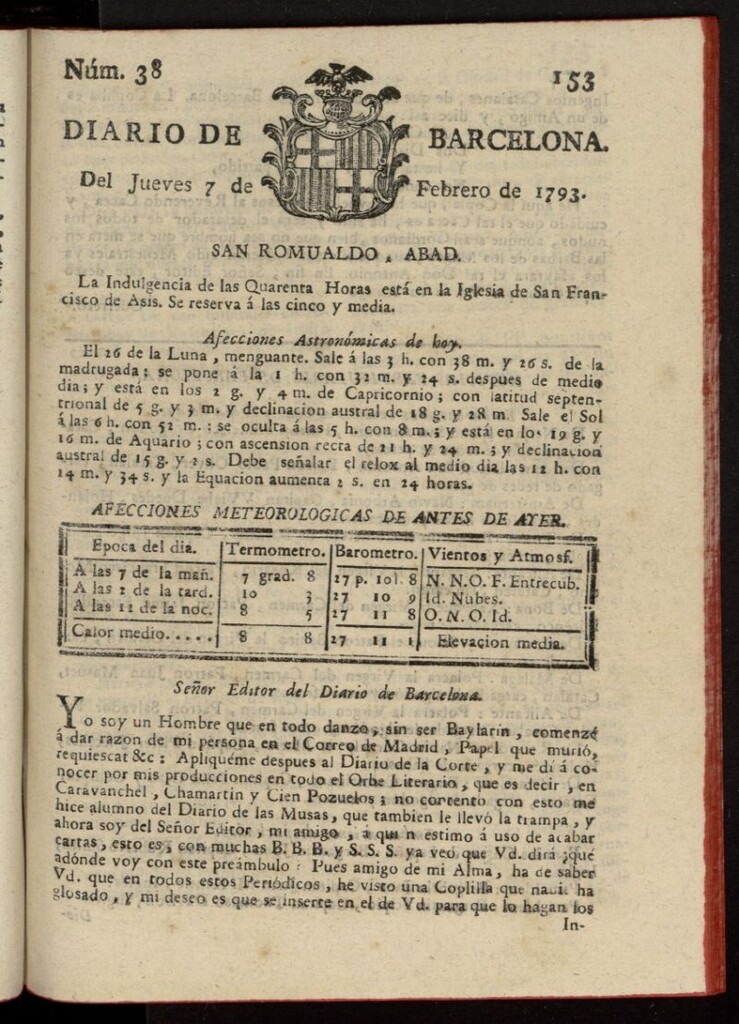 Núm. 38 153
DIARIO DE BARCELONA.
Del Jueves 7 de Febrero de 1793.
SAN ROMUALDO, ABAD.
La Indulgencia de las Quarenta Horas está en la Iglesia de San Fran-
cisco de Asis. Se reserva á las cinco y media.
Afecciones Astronómicas de hoy.
El 26 de la Luna, menguante. Sale á las 3 h. con 38 m. y 26 s. de la
madrugada: se pone á la 1 h. con 32 m. y 24 s. despues de medio
dia; y está en los 2 g. y 4 m. de Capricornio; con latitud septen-
trional de 5 g. y 3 m. y declinacion austral de 18 g. y 28 m. Sale el Sol
á las 6 h. con 52 m.: se oculta á las 5 h. con 8 m.; y está en los 19 g. y
16 m. de Aquario; con ascension recta de 21 h. y 24 m.; y declinacion
austral de 15 g. y 2 s. Debe señalar el relox al medio dia las 12 h. con
14 m. y 34 s. y la Equacion aumenta 2 s. en 24 horas.
AFECCIONES METEOROLOGICAS DE ANTES DE AYER.
Epoca del dia. Termometro. Barometro. Vientos y Atmosf.
A las 7 de la mañ. 7 grad. 8 27 p. 10 l. 8 N. N. O. F. Entrecub.
A las 2 de la tard. 10 3 27 10 9 Id. Nubes.
A las 12 de la noc. 8 5 27 11 8 O. N. O. Id.
Calor medio. . . . . 8 8 27 11 1 Elevacion media.
Señor Editor del Diario de Barcelona.
Yo soy un Hombre que en todo danzo, sin ser Baylarin, comenzé
á dar razon de mi persona en el Correo de Madrid, Papel que murió,
requiescat &c: Apliquéme despues al Diario de la Corte, y me dí á co-
nocer por mis producciones en todo el Orbe Literario, que es decir, en
Caravanchel, Chamartin y Cien Pozuelos; no contento con esto me
hice alumno del Diario de las Musas, que tambien le llevó la trampa, y
ahora soy del Señor Editor, mi amigo, a quien estimo á uso de acabar
cartas, esto es, con muchas B. B. B. y S. S. S. ya veo que Vd. dirá ¿qué
adónde voy con este preámbulo? Pues amigo de mi Alma, ha de saber
Vd. que en todos estos Periódicos, he visto una Coplilla que nadie ha
glosado, y mi deseo es que se inserte en el de Vd. para que lo hagan los
In-